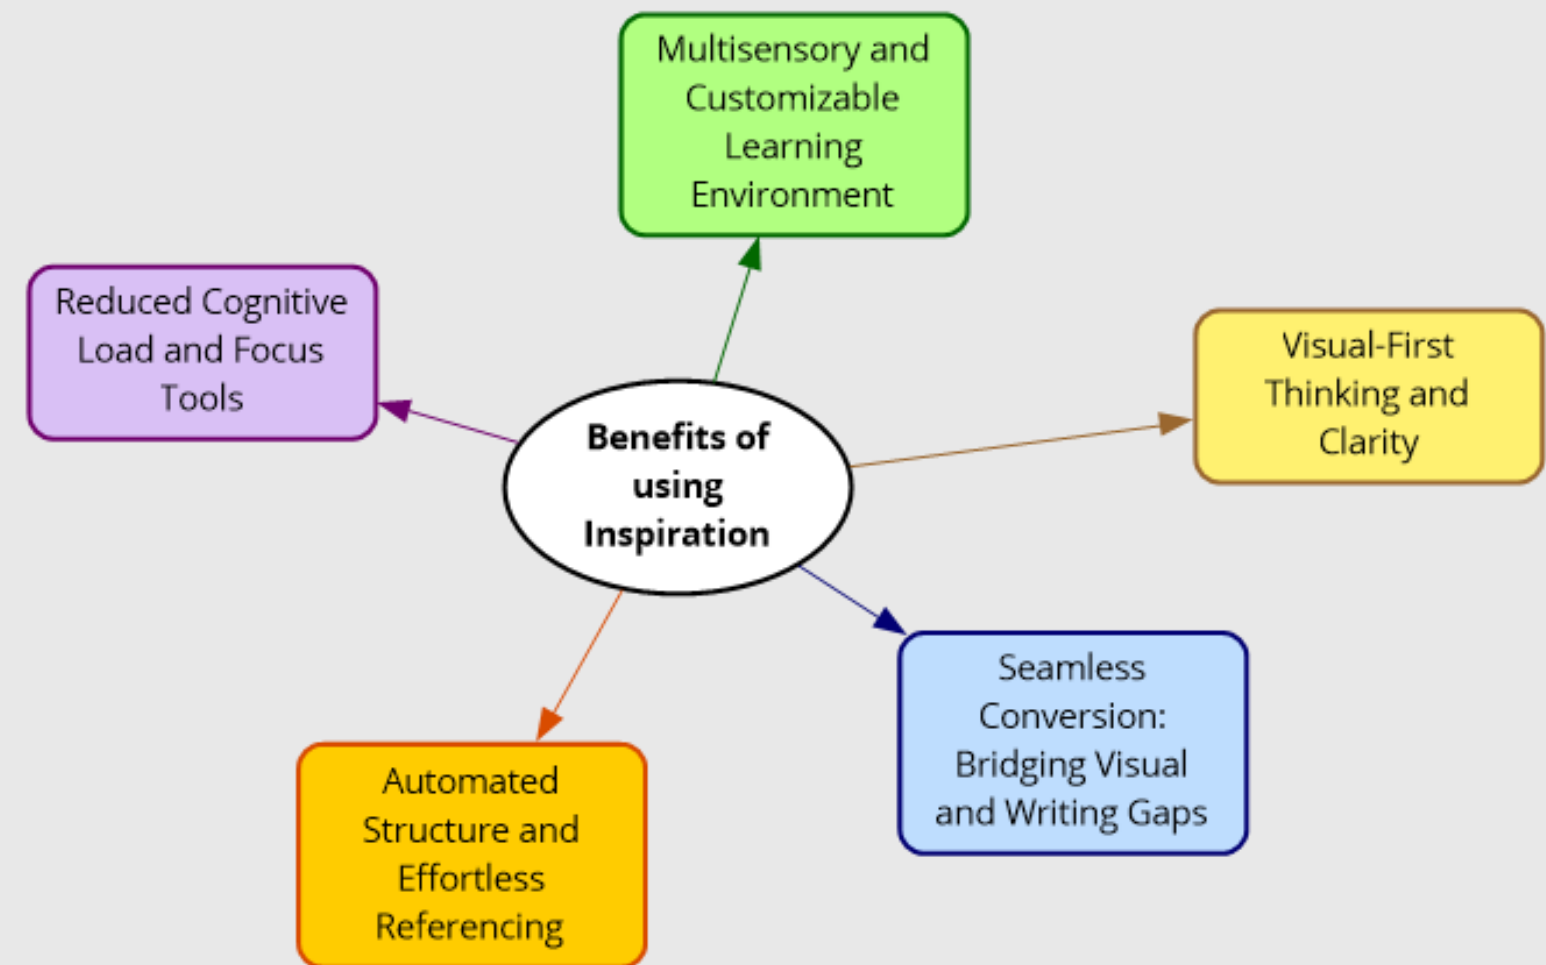 Multisensory and
Customizable
Learning
Environment
Reduced Cognitive
Load and Focus
Tools
Visual-First
Thinking and
Clarity
Benefits of
using
Inspiration
Seamless
Conversion:
Bridging Visual
and Writing Gaps
Automated
Structure and
Effortless
Referencing